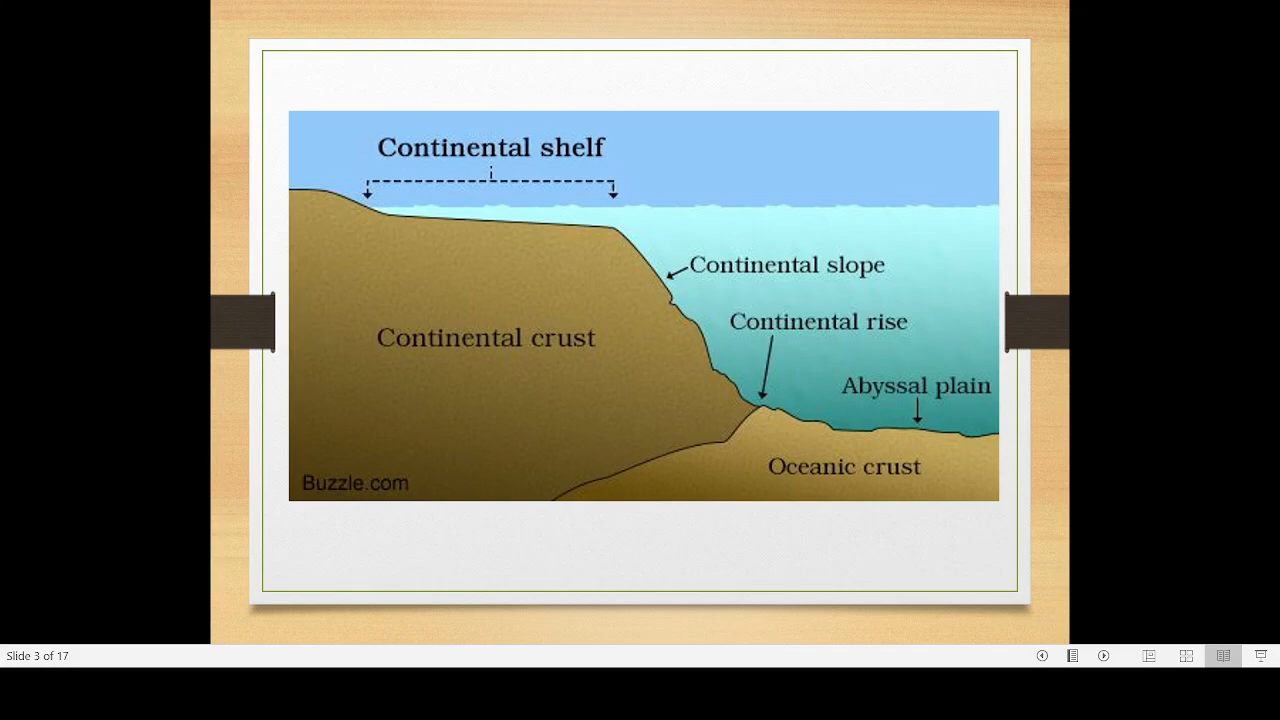 Continental shelf
Continental slope
Continental rise
Continental crust
Abyssal plain
Oceanic crust
Buzzle.com
Slide 3 of 17